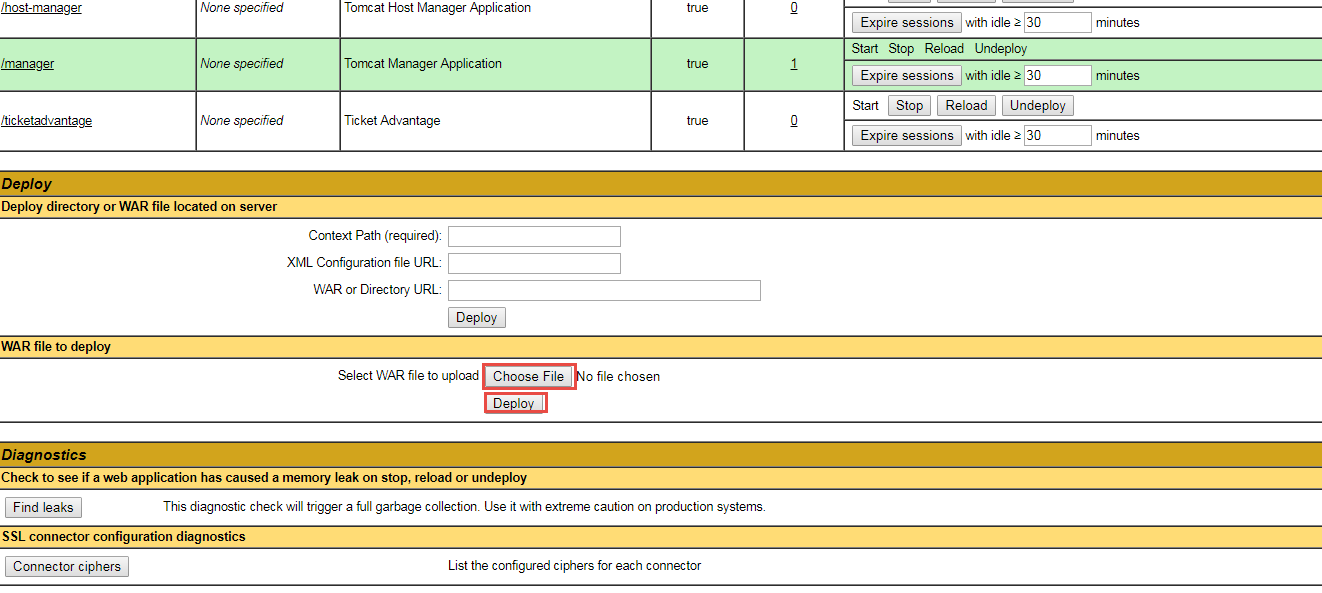 /host-manager None specified Tomcat Host Manager Application true 0
Expire sessions with idle ≥ 30 minutes
Start Stop Reload Undeploy
/manager None specified Tomcat Manager Application true 1
Expire sessions with idle ≥ 30 minutes
Start Stop Reload Undeploy
/ticketadvantage None specified Ticket Advantage true 0
Expire sessions with idle ≥ 30 minutes
Deploy
Deploy directory or WAR file located on server
Context Path (required):
XML Configuration file URL:
WAR or Directory URL:
Deploy
WAR file to deploy
Select WAR file to upload Choose File No file chosen
Deploy
Diagnostics
Check to see if a web application has caused a memory leak on stop, reload or undeploy
Find leaks This diagnostic check will trigger a full garbage collection. Use it with extreme caution on production systems.
SSL connector configuration diagnostics
Connector ciphers List the configured ciphers for each connector